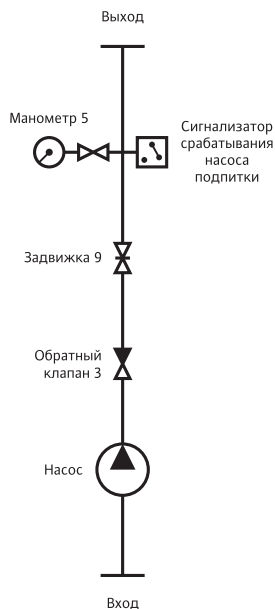 Выход
Манометр 5
Сигнализатор
срабатывания
насоса
подпитки
Задвижка 9
Обратный
клапан 3
Насос
Вход